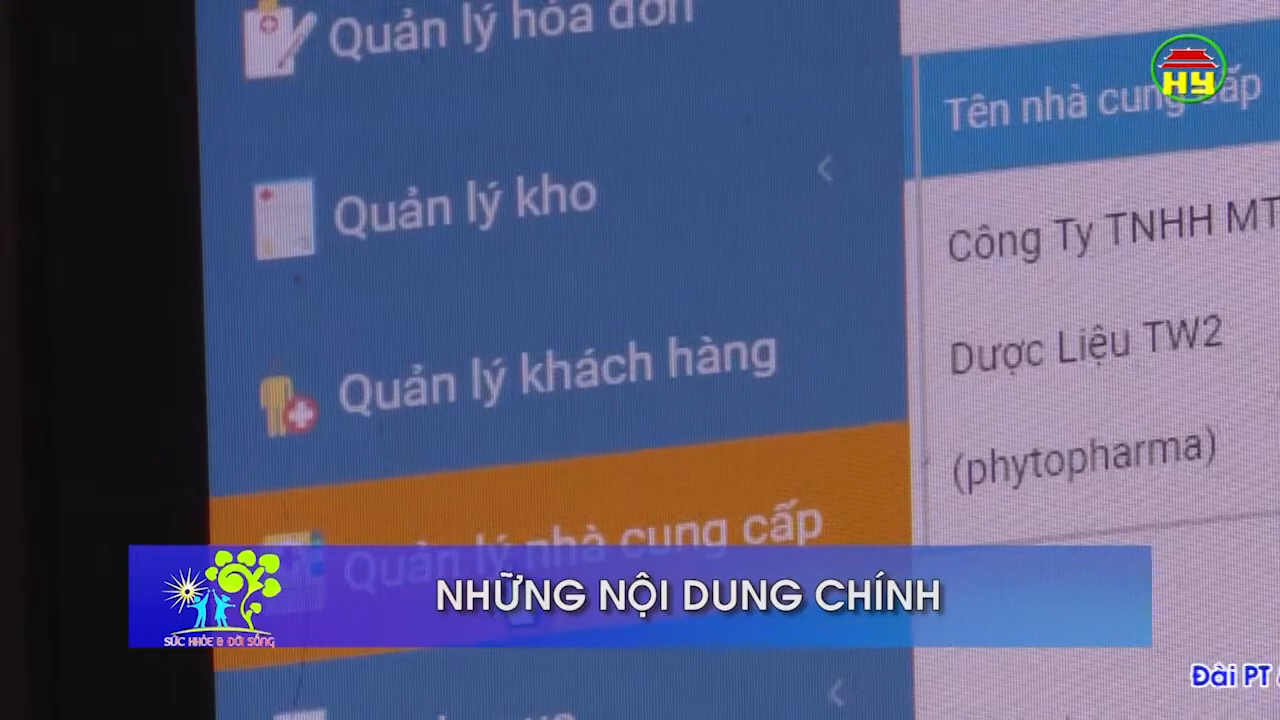 Quản lý hóa đơn
Quản lý kho
Quản lý khách hàng
Quản lý nhà cung cấp
Tên nhà cung cấp
Công Ty TNHH MT
Dược Liệu TW2
(phytopharma)
HY
NHỮNG NỘI DUNG CHÍNH
SỨC KHỎE & ĐỜI SỐNG
Đài PT